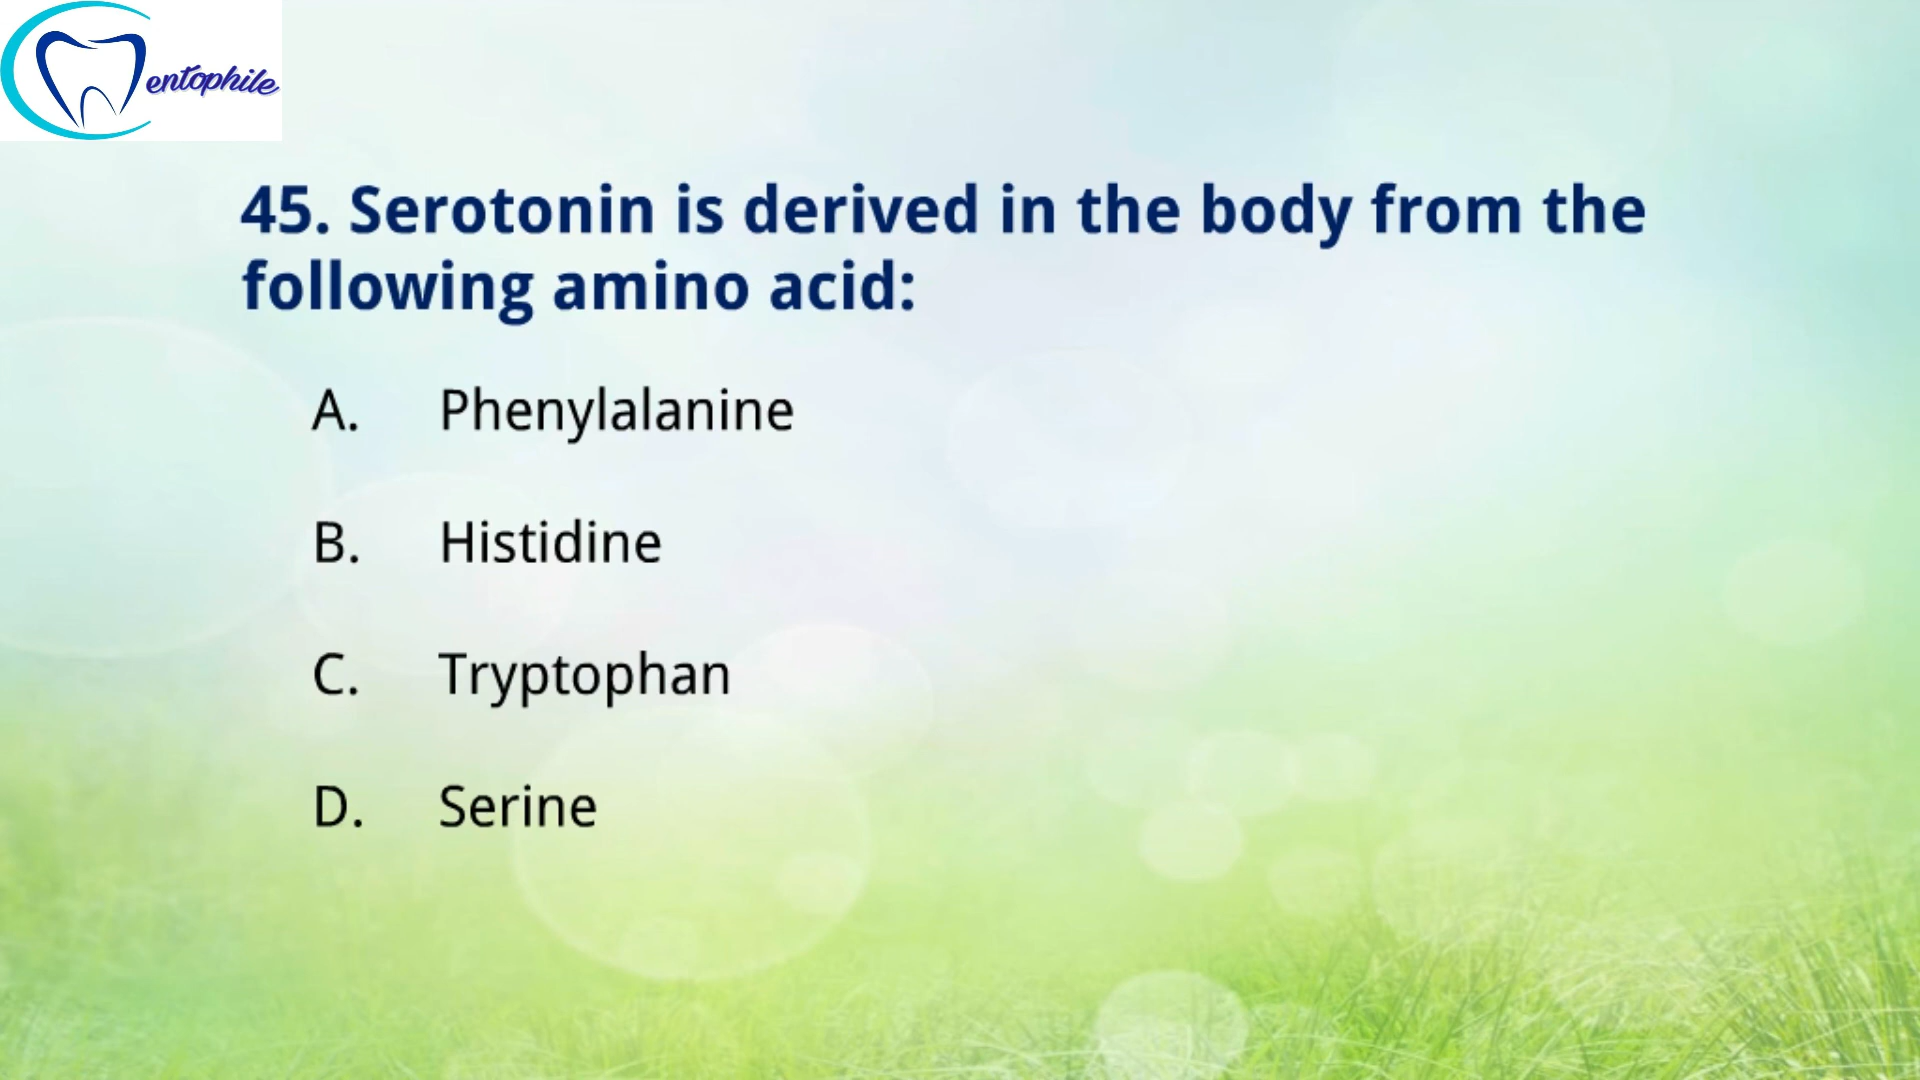 entophile
45. Serotonin is derived in the body from the
following amino acid:
A. Phenylalanine
B. Histidine
C. Tryptophan
D. Serine